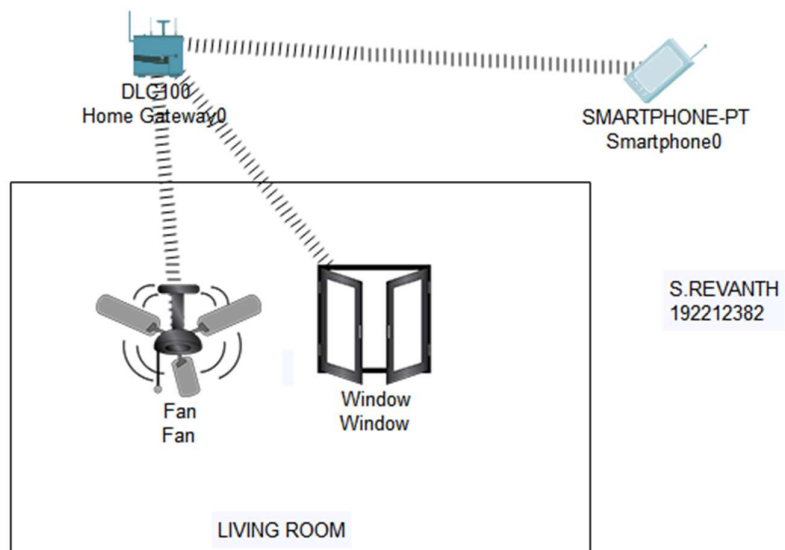 DLC100
Home Gateway0
SMARTPHONE-PT
Smartphone0
S.REVANTH
192212382
Fan
Fan
Window
Window
LIVING ROOM